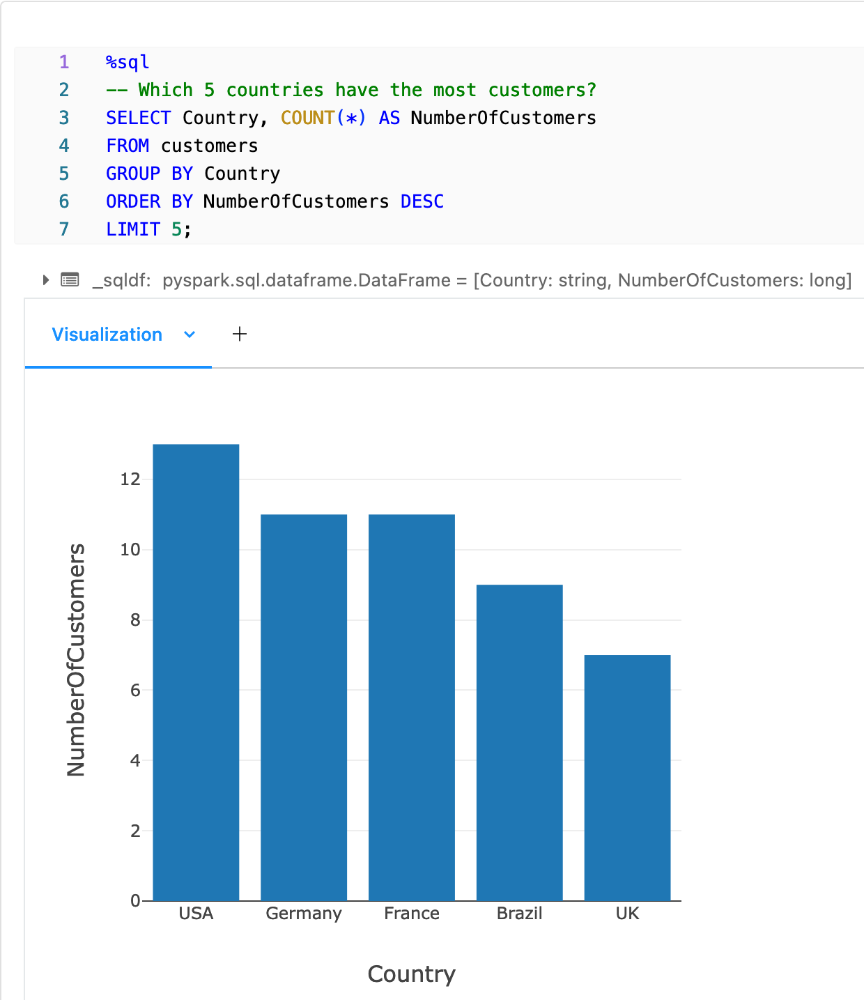 1 %sql
2 -- Which 5 countries have the most customers?
3 SELECT Country, COUNT(*) AS NumberOfCustomers
4 FROM customers
5 GROUP BY Country
6 ORDER BY NumberOfCustomers DESC
7 LIMIT 5;
_sqldf: pyspark.sql.dataframe.DataFrame = [Country: string, NumberOfCustomers: long]
Visualization +
NumberOfCustomers
12
10
8
6
4
2
0
USA Germany France Brazil UK
Country